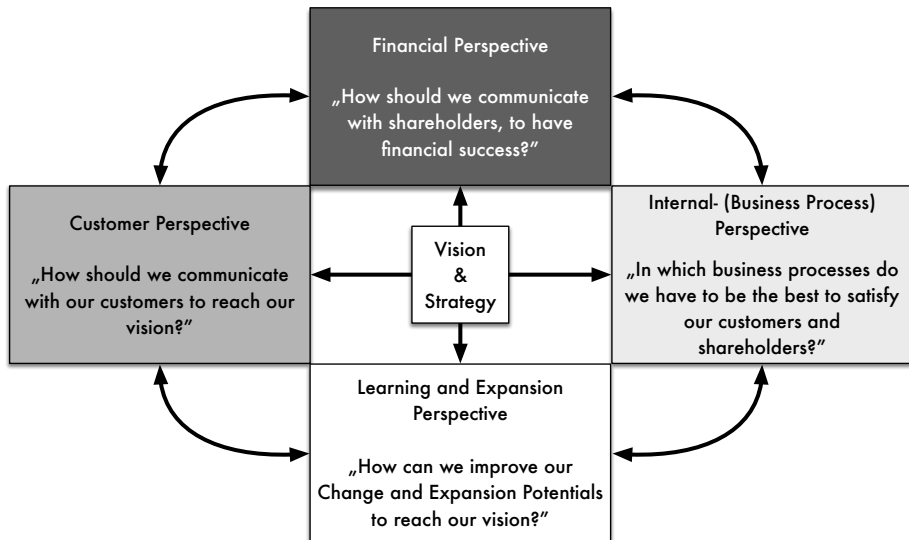 Financial Perspective
„How should we communicate
with shareholders, to have
financial success?”
Customer Perspective
„How should we communicate
with our customers to reach our
vision?”
Vision
&
Strategy
Internal- (Business Process)
Perspective
„In which business processes do
we have to be the best to satisfy
our customers and
shareholders?”
Learning and Expansion
Perspective
„How can we improve our
Change and Expansion Potentials
to reach our vision?”